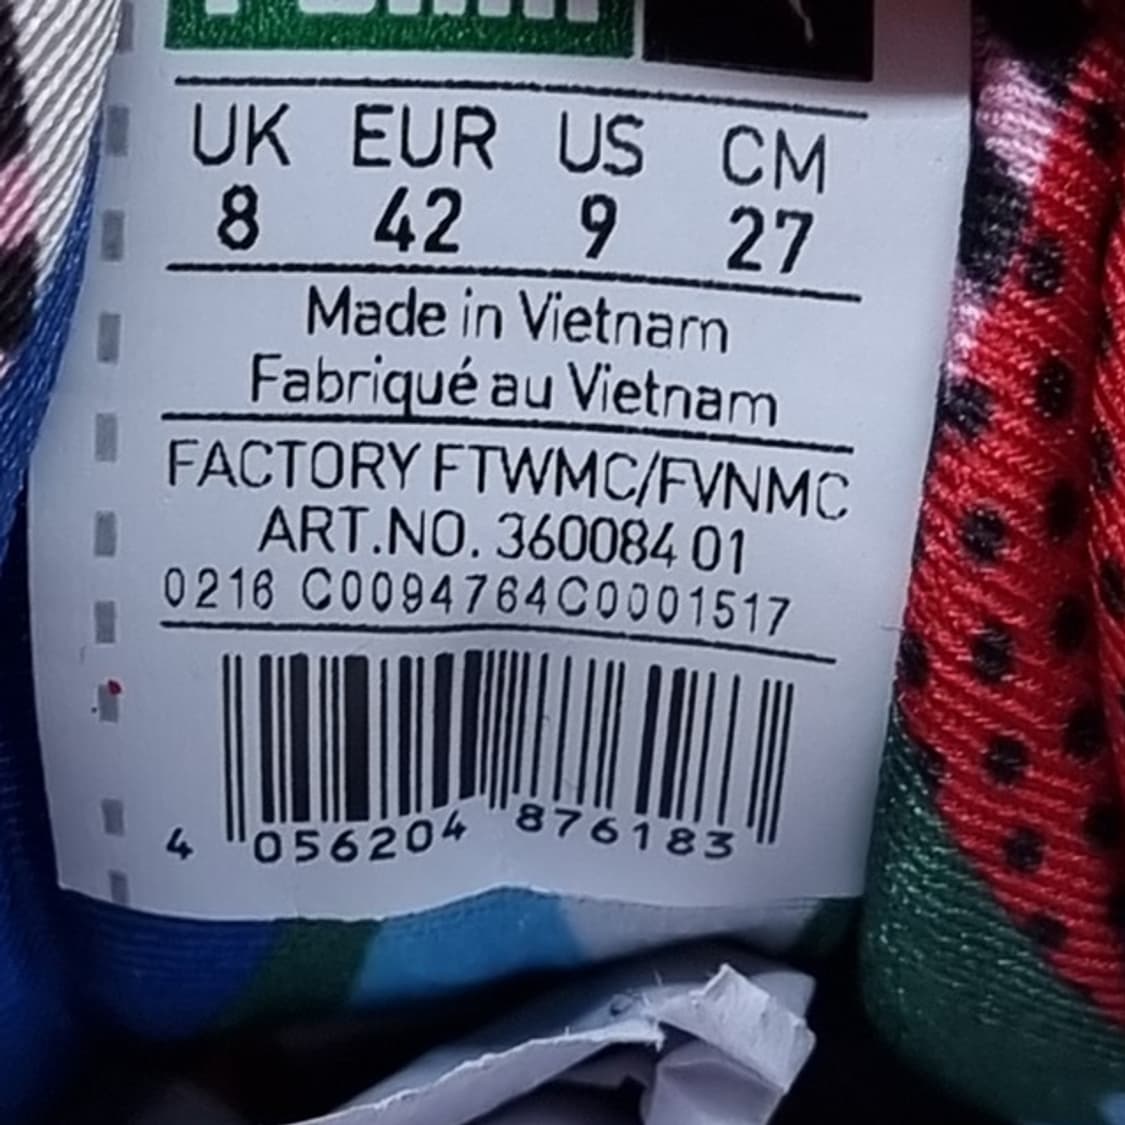 UK EUR US CM
8 42 9 27
Made in Vietnam
Fabriqué au Vietnam
FACTORY FTWMC/FVNMC
ART.NO. 360084 01
0216 C0094764C0001517
4 056204 876183